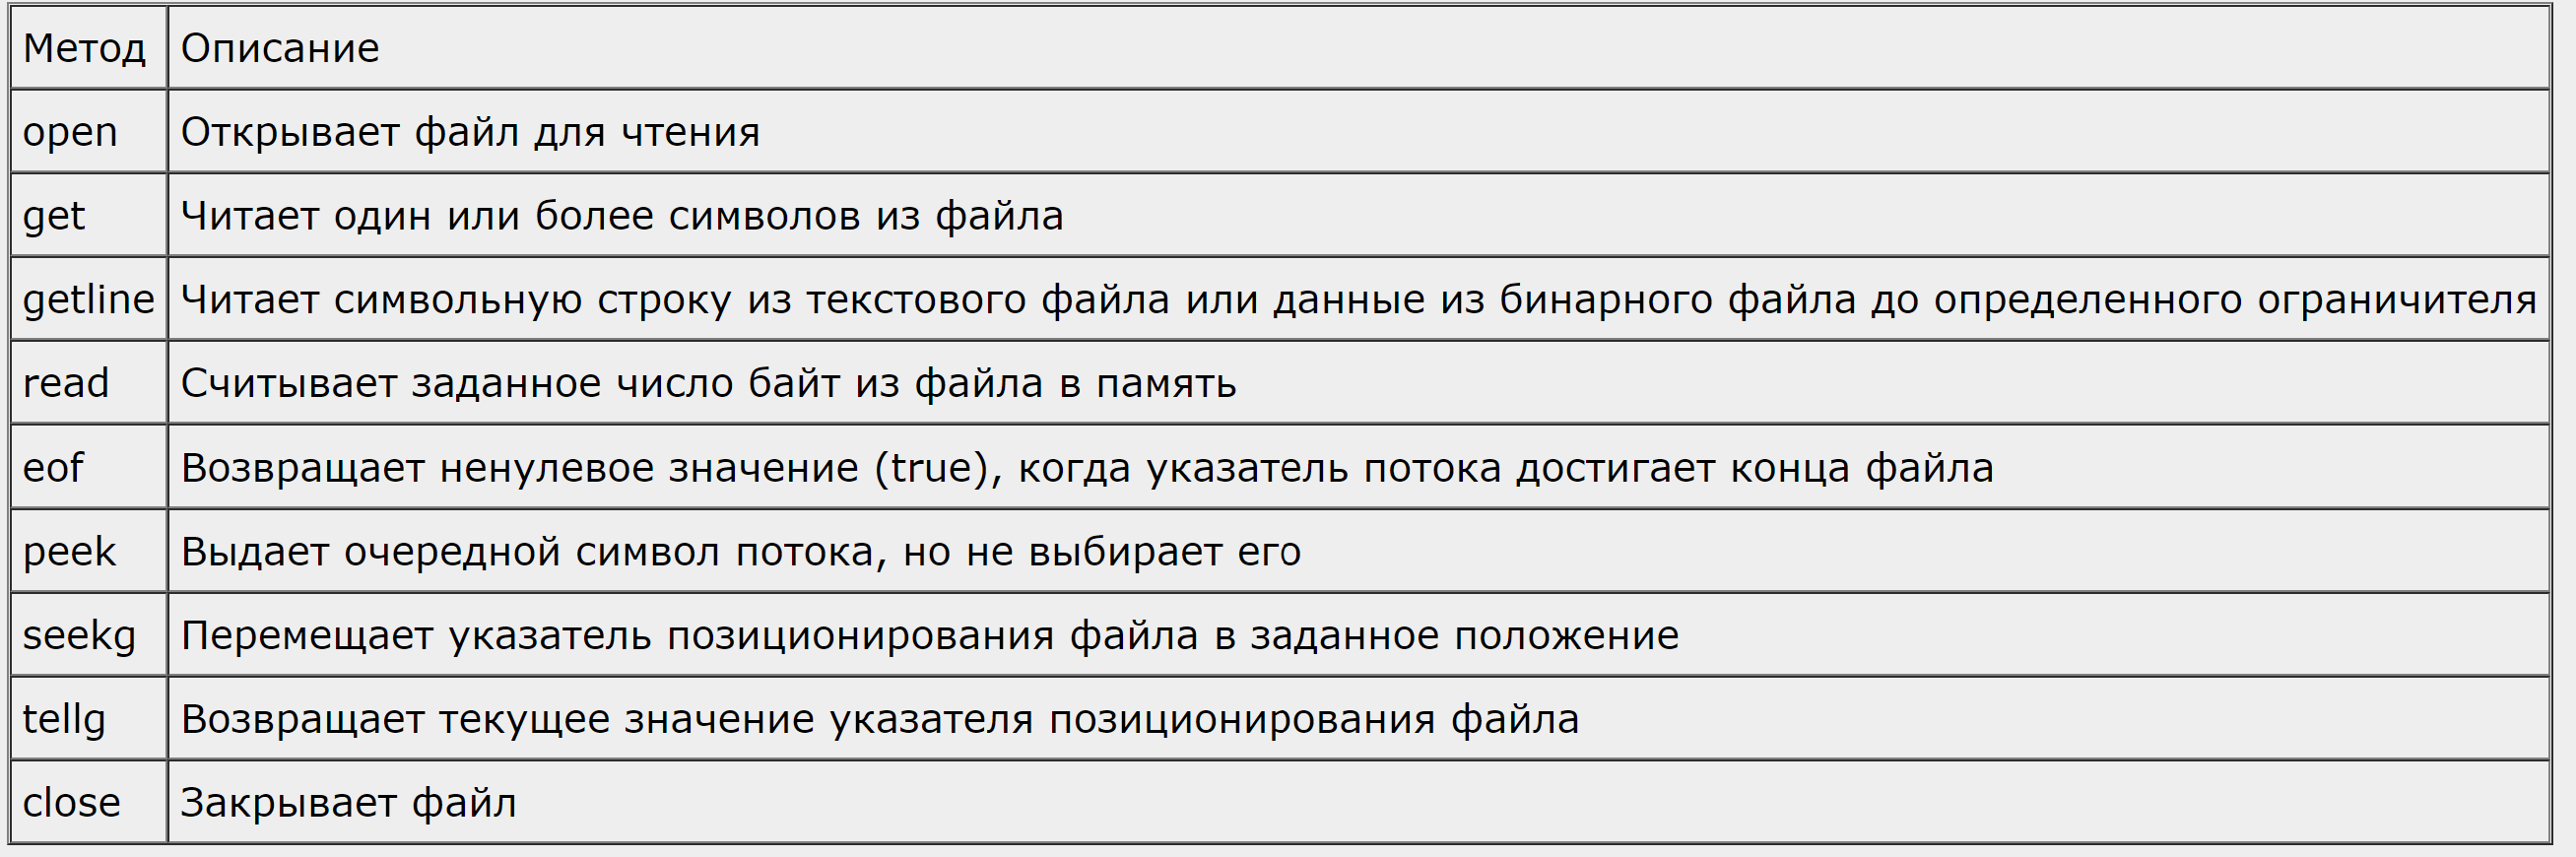 Метод Описание
open Открывает файл для чтения
get Читает один или более символов из файла
getline Читает символьную строку из текстового файла или данные из бинарного файла до определенного ограничителя
read Считывает заданное число байт из файла в память
eof Возвращает ненулевое значение (true), когда указатель потока достигает конца файла
peek Выдает очередной символ потока, но не выбирает его
seekg Перемещает указатель позиционирования файла в заданное положение
tellg Возвращает текущее значение указателя позиционирования файла
close Закрывает файл